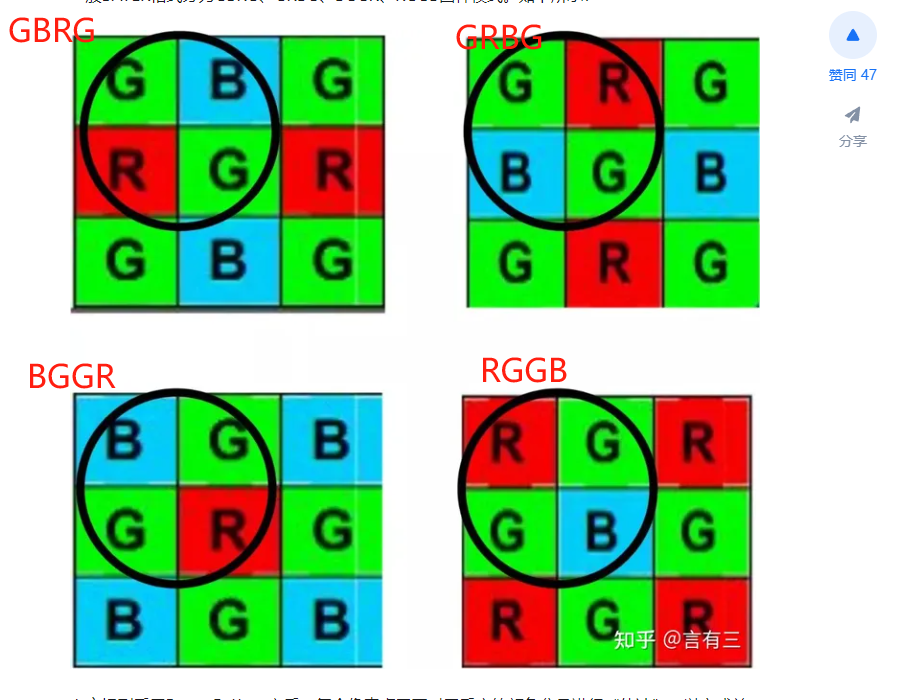 GBRG
GRBG
G B G
R G R
G B G
G R G
B G B
G R G
赞同 47
分享
BGGR
RGGB
B G B
G R G
B G B
R G R
G B G
R G R
知乎 @言有三